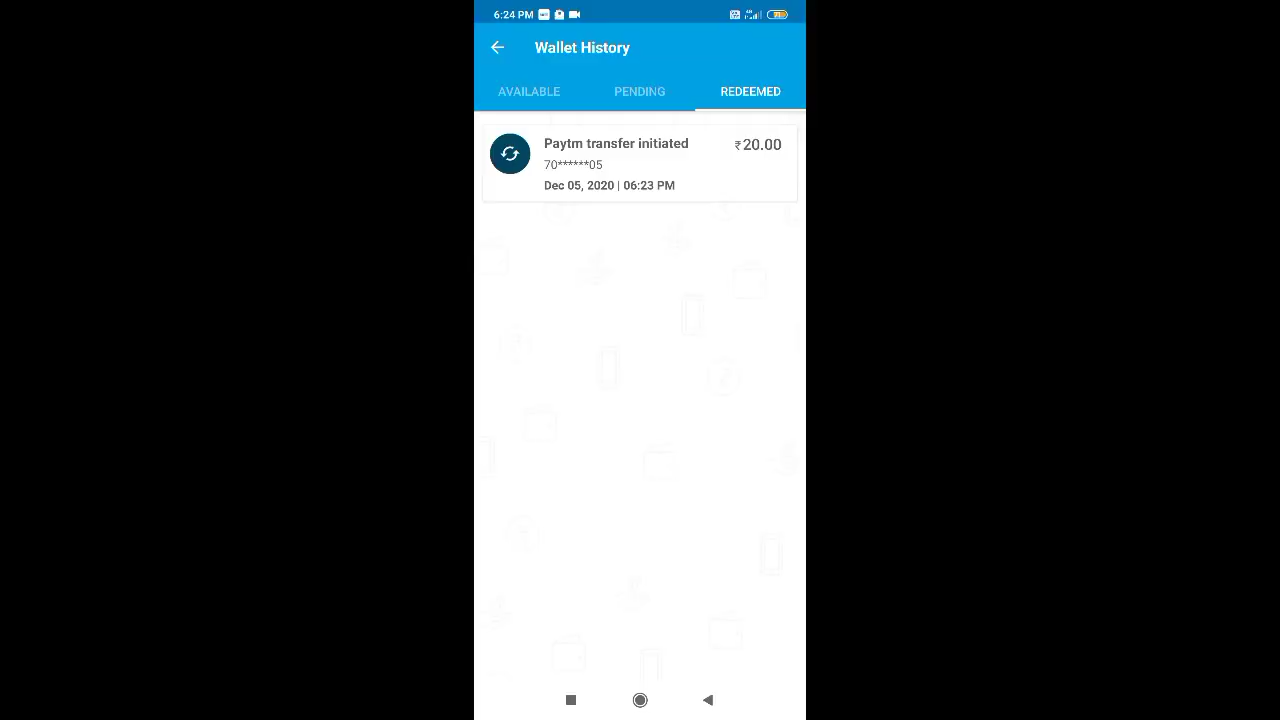 6:24 PM
Wallet History
AVAILABLE PENDING REDEEMED
Paytm transfer initiated ₹20.00
70******05
Dec 05, 2020 | 06:23 PM